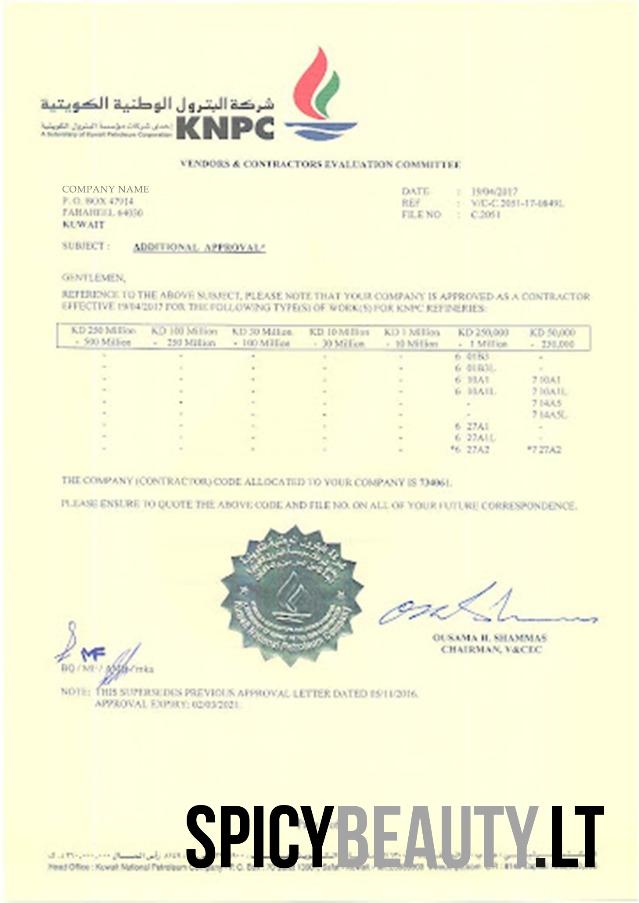 شركة البترول الوطنية الكويتية
إحدى شركات مؤسسة البترول الكويتية
A Subsidiary of Kuwait Petroleum Corporation
KNPC
VENDORS & CONTRACTORS EVALUATION COMMITTEE
COMPANY NAME
P. O. BOX 47914
FAHAHEEL 64030
KUWAIT
DATE : 19/04/2017
REF : V/C-C.2051-17-0849L
FILE NO : C.2051
SUBJECT : ADDITIONAL APPROVAL*
GENTLEMEN,
REFERENCE TO THE ABOVE SUBJECT, PLEASE NOTE THAT YOUR COMPANY IS APPROVED AS A CONTRACTOR
EFFECTIVE 19/04/2017 FOR THE FOLLOWING TYPE(S) OF WORK(S) FOR KNPC REFINERIES:
KD 250 Million KD 100 Million KD 30 Million KD 10 Million KD 1 Million KD 250,000 KD 50,000
- 500 Million - 250 Million - 100 Million - 30 Million - 10 Million - 1 Million - 250,000
- - - - - 6 01B3 -
- - - - - 6 01B3L -
- - - - - 6 10A1 7 10A1
- - - - - 6 10A1L 7 10A1L
- - - - - - 7 14A5
- - - - - - 7 14A5L
- - - - - 6 27A1 -
- - - - - 6 27A1L -
- - - - - *6 27A2 *7 27A2
THE COMPANY (CONTRACTOR) CODE ALLOCATED TO YOUR COMPANY IS 734061.
PLEASE ENSURE TO QUOTE THE ABOVE CODE AND FILE NO. ON ALL OF YOUR FUTURE CORRESPONDENCE.
Kuwait National Petroleum Company
OUSAMA H. SHAMMAS
CHAIRMAN, V&CEC
MF
BQ / MF /
NOTE: THIS SUPERSEDES PREVIOUS APPROVAL LETTER DATED 05/11/2016.
APPROVAL EXPIRY: 02/03/2021.
SPICYBEAUTY.LT
Head Office : Kuwait National Petroleum Company